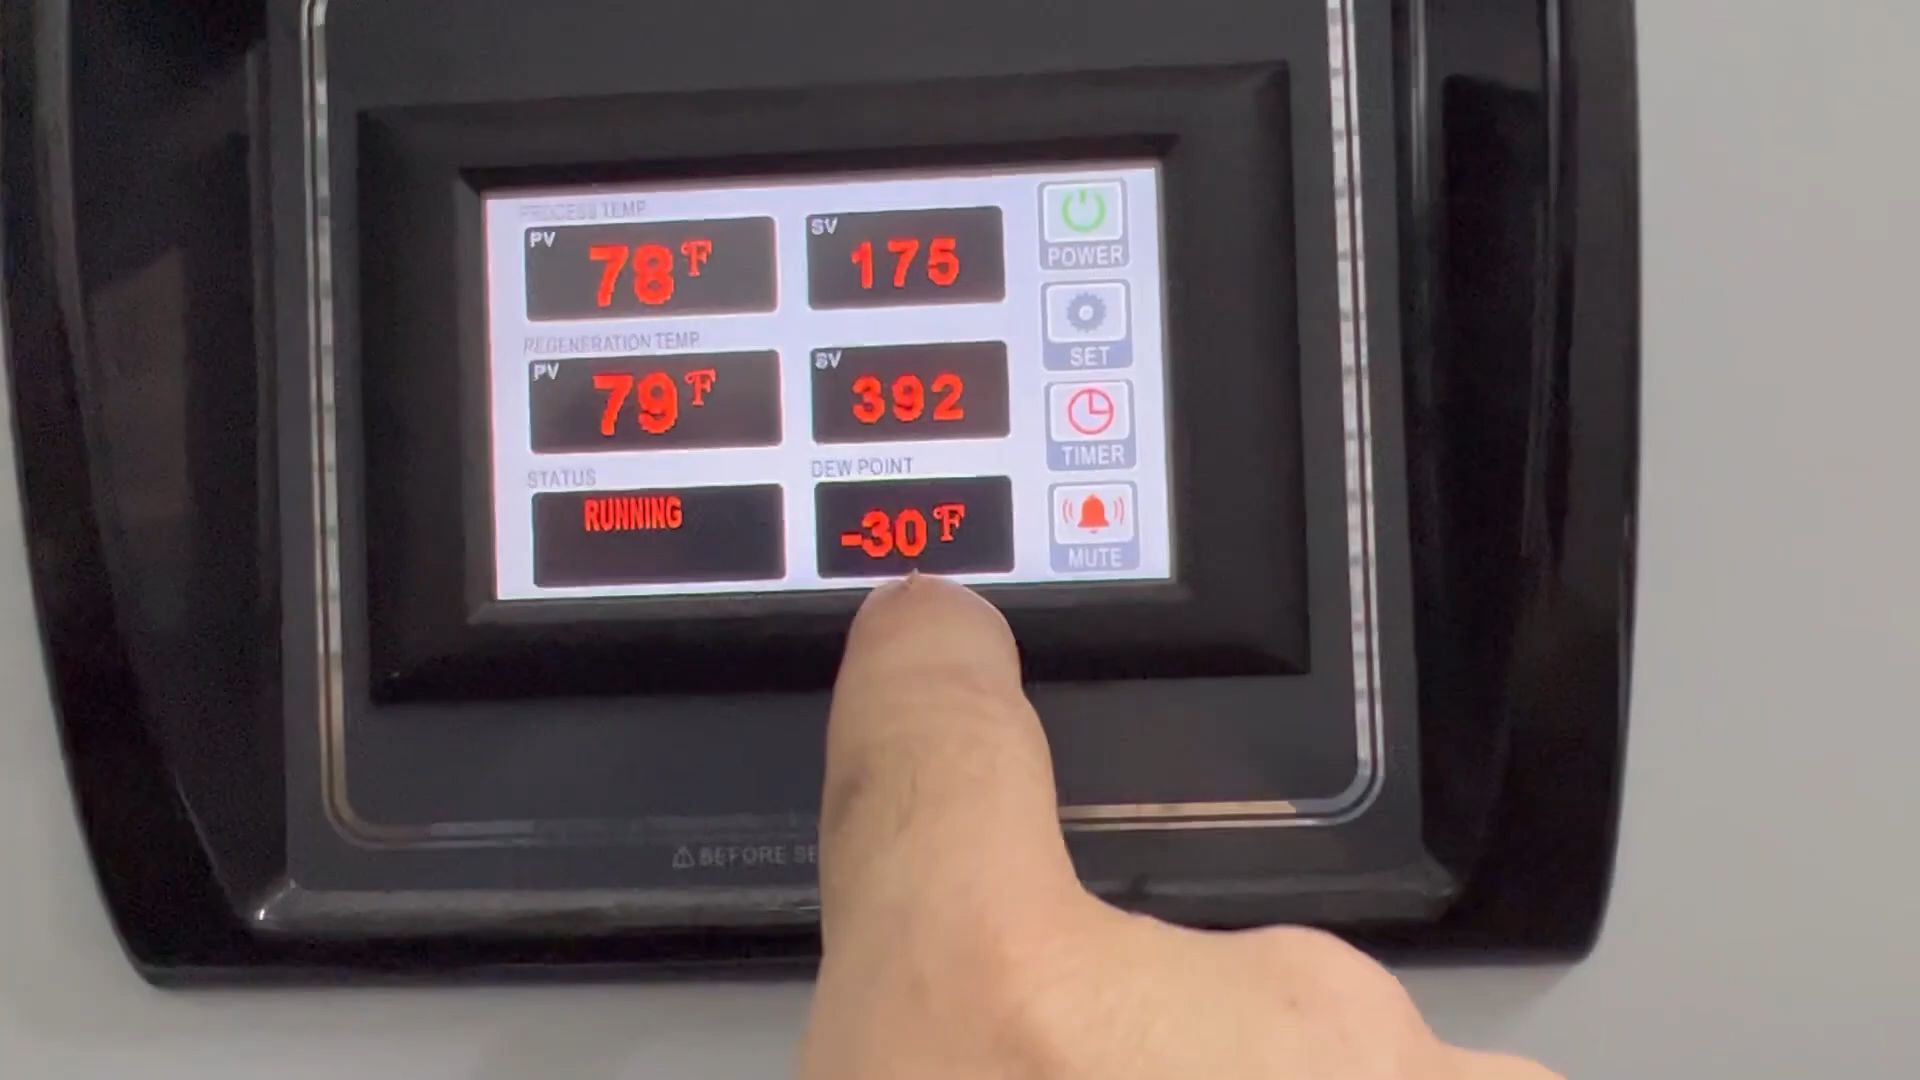 PROCESS TEMP
PV 78°F
SV 175
POWER
REGENERATION TEMP
PV 79°F
SV 392
SET
TIMER
STATUS
RUNNING
DEW POINT
-30°F
MUTE
⚠ BEFORE